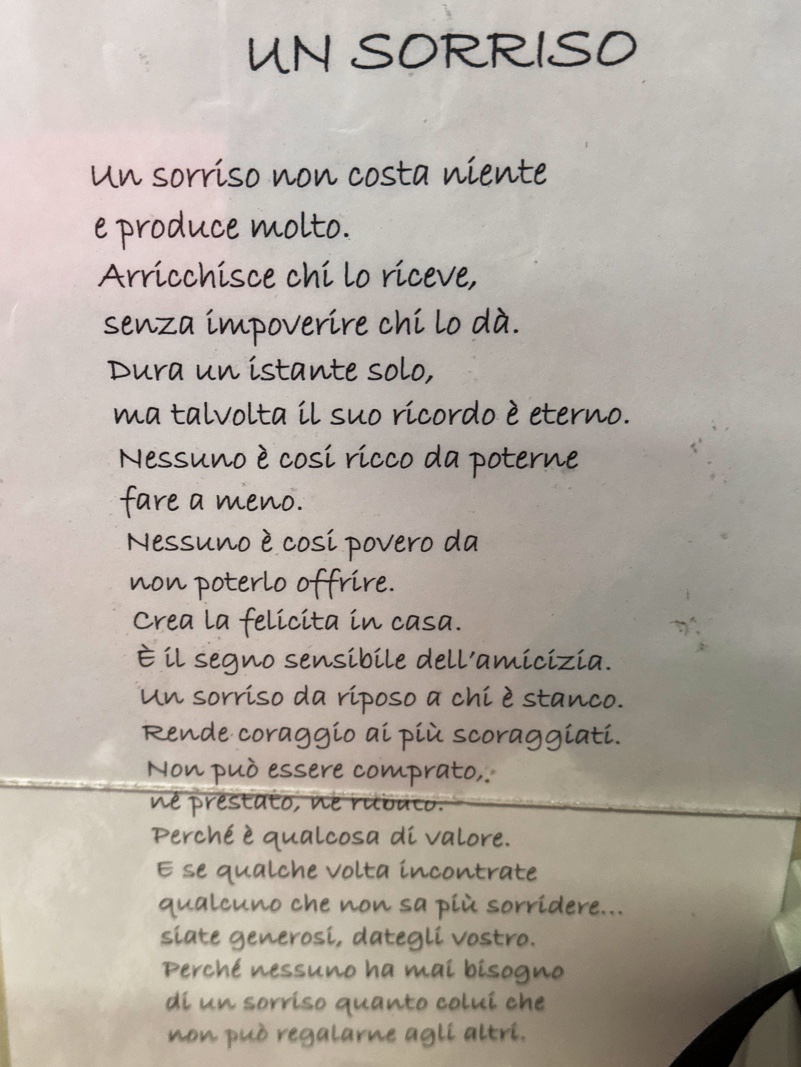 UN SORRISO
Un sorriso non costa niente
e produce molto.
Arricchisce chi lo riceve,
senza impoverire chi lo dà.
Dura un istante solo,
ma talvolta il suo ricordo è eterno.
Nessuno è così ricco da poterne
fare a meno.
Nessuno è così povero da
non poterlo offrire.
Crea la felicita in casa.
È il segno sensibile dell'amicizia.
Un sorriso da riposo a chi è stanco.
Rende coraggio ai più scoraggiati.
Non può essere comprato,
né prestato, né rubato.
Perché è qualcosa di valore.
E se qualche volta incontrate
qualcuno che non sa più sorridere...
siate generosi, dategli vostro.
Perché nessuno ha mai bisogno
di un sorriso quanto colui che
non può regalarne agli altri.